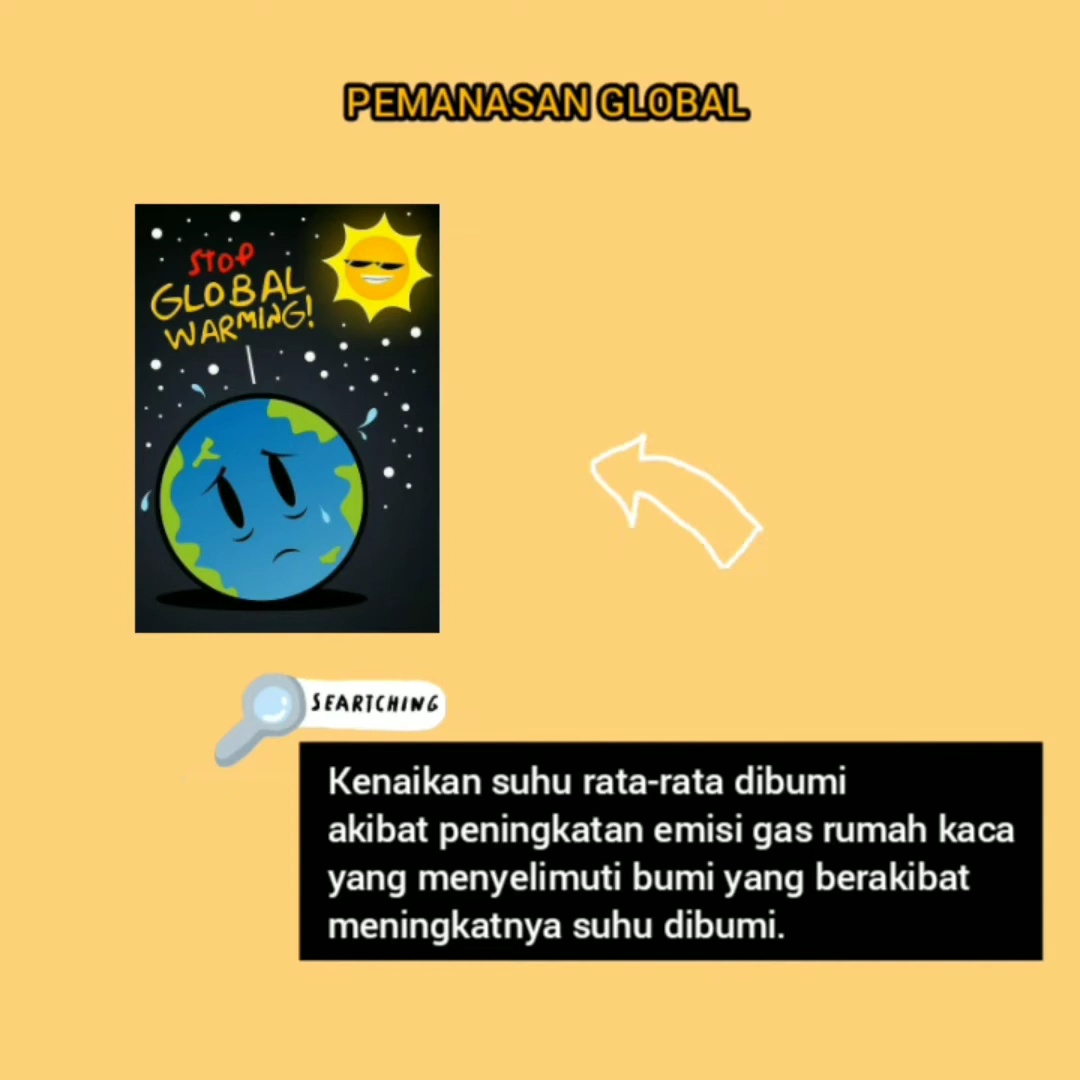 PEMANASAN GLOBAL
STOP
GLOBAL
WARMING!
SEARTCHING
Kenaikan suhu rata-rata dibumi
akibat peningkatan emisi gas rumah kaca
yang menyelimuti bumi yang berakibat
meningkatnya suhu dibumi.